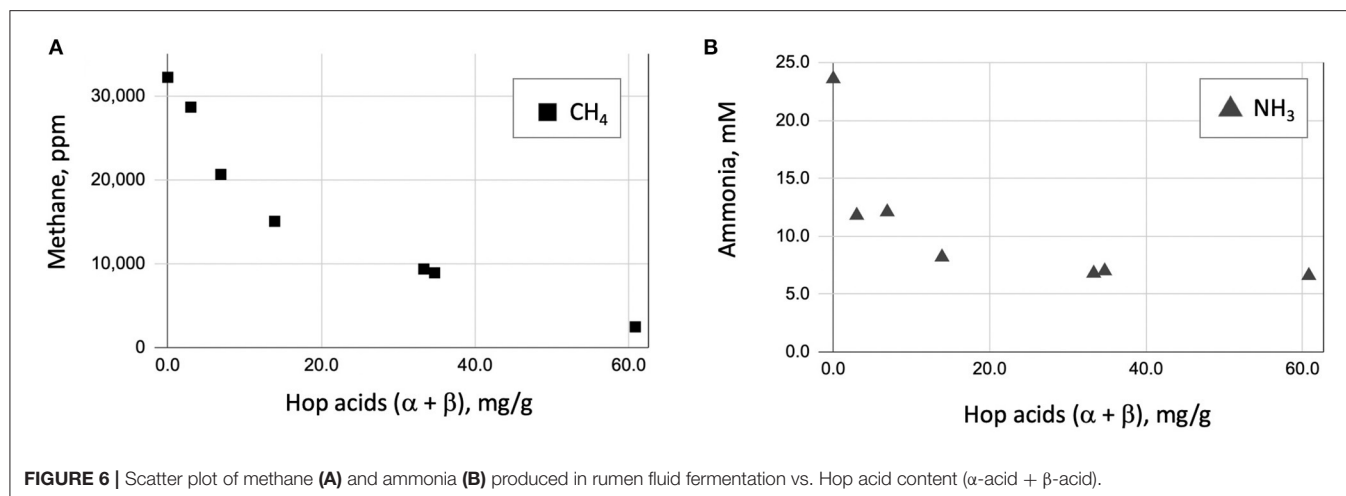 A
Methane, ppm
30,000
20,000
10,000
0
0.0 20.0 40.0 60.0
Hop acids (α + β), mg/g
CH₄
B
Ammonia, mM
25.0
20.0
15.0
10.0
5.0
0.0
0.0 20.0 40.0 60.0
Hop acids (α + β), mg/g
NH₃
FIGURE 6 | Scatter plot of methane (A) and ammonia (B) produced in rumen fluid fermentation vs. Hop acid content (α-acid + β-acid).